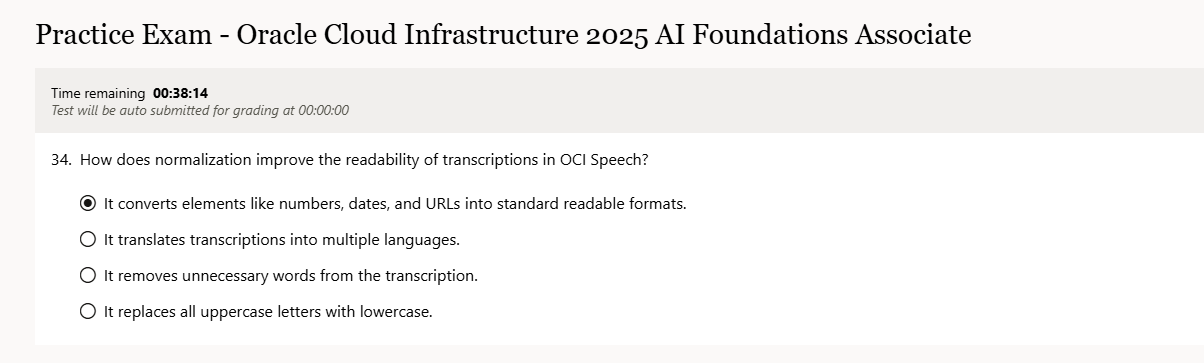 Practice Exam - Oracle Cloud Infrastructure 2025 AI Foundations Associate
Time remaining 00:38:14
Test will be auto submitted for grading at 00:00:00
34. How does normalization improve the readability of transcriptions in OCI Speech?
It converts elements like numbers, dates, and URLs into standard readable formats.
It translates transcriptions into multiple languages.
It removes unnecessary words from the transcription.
It replaces all uppercase letters with lowercase.